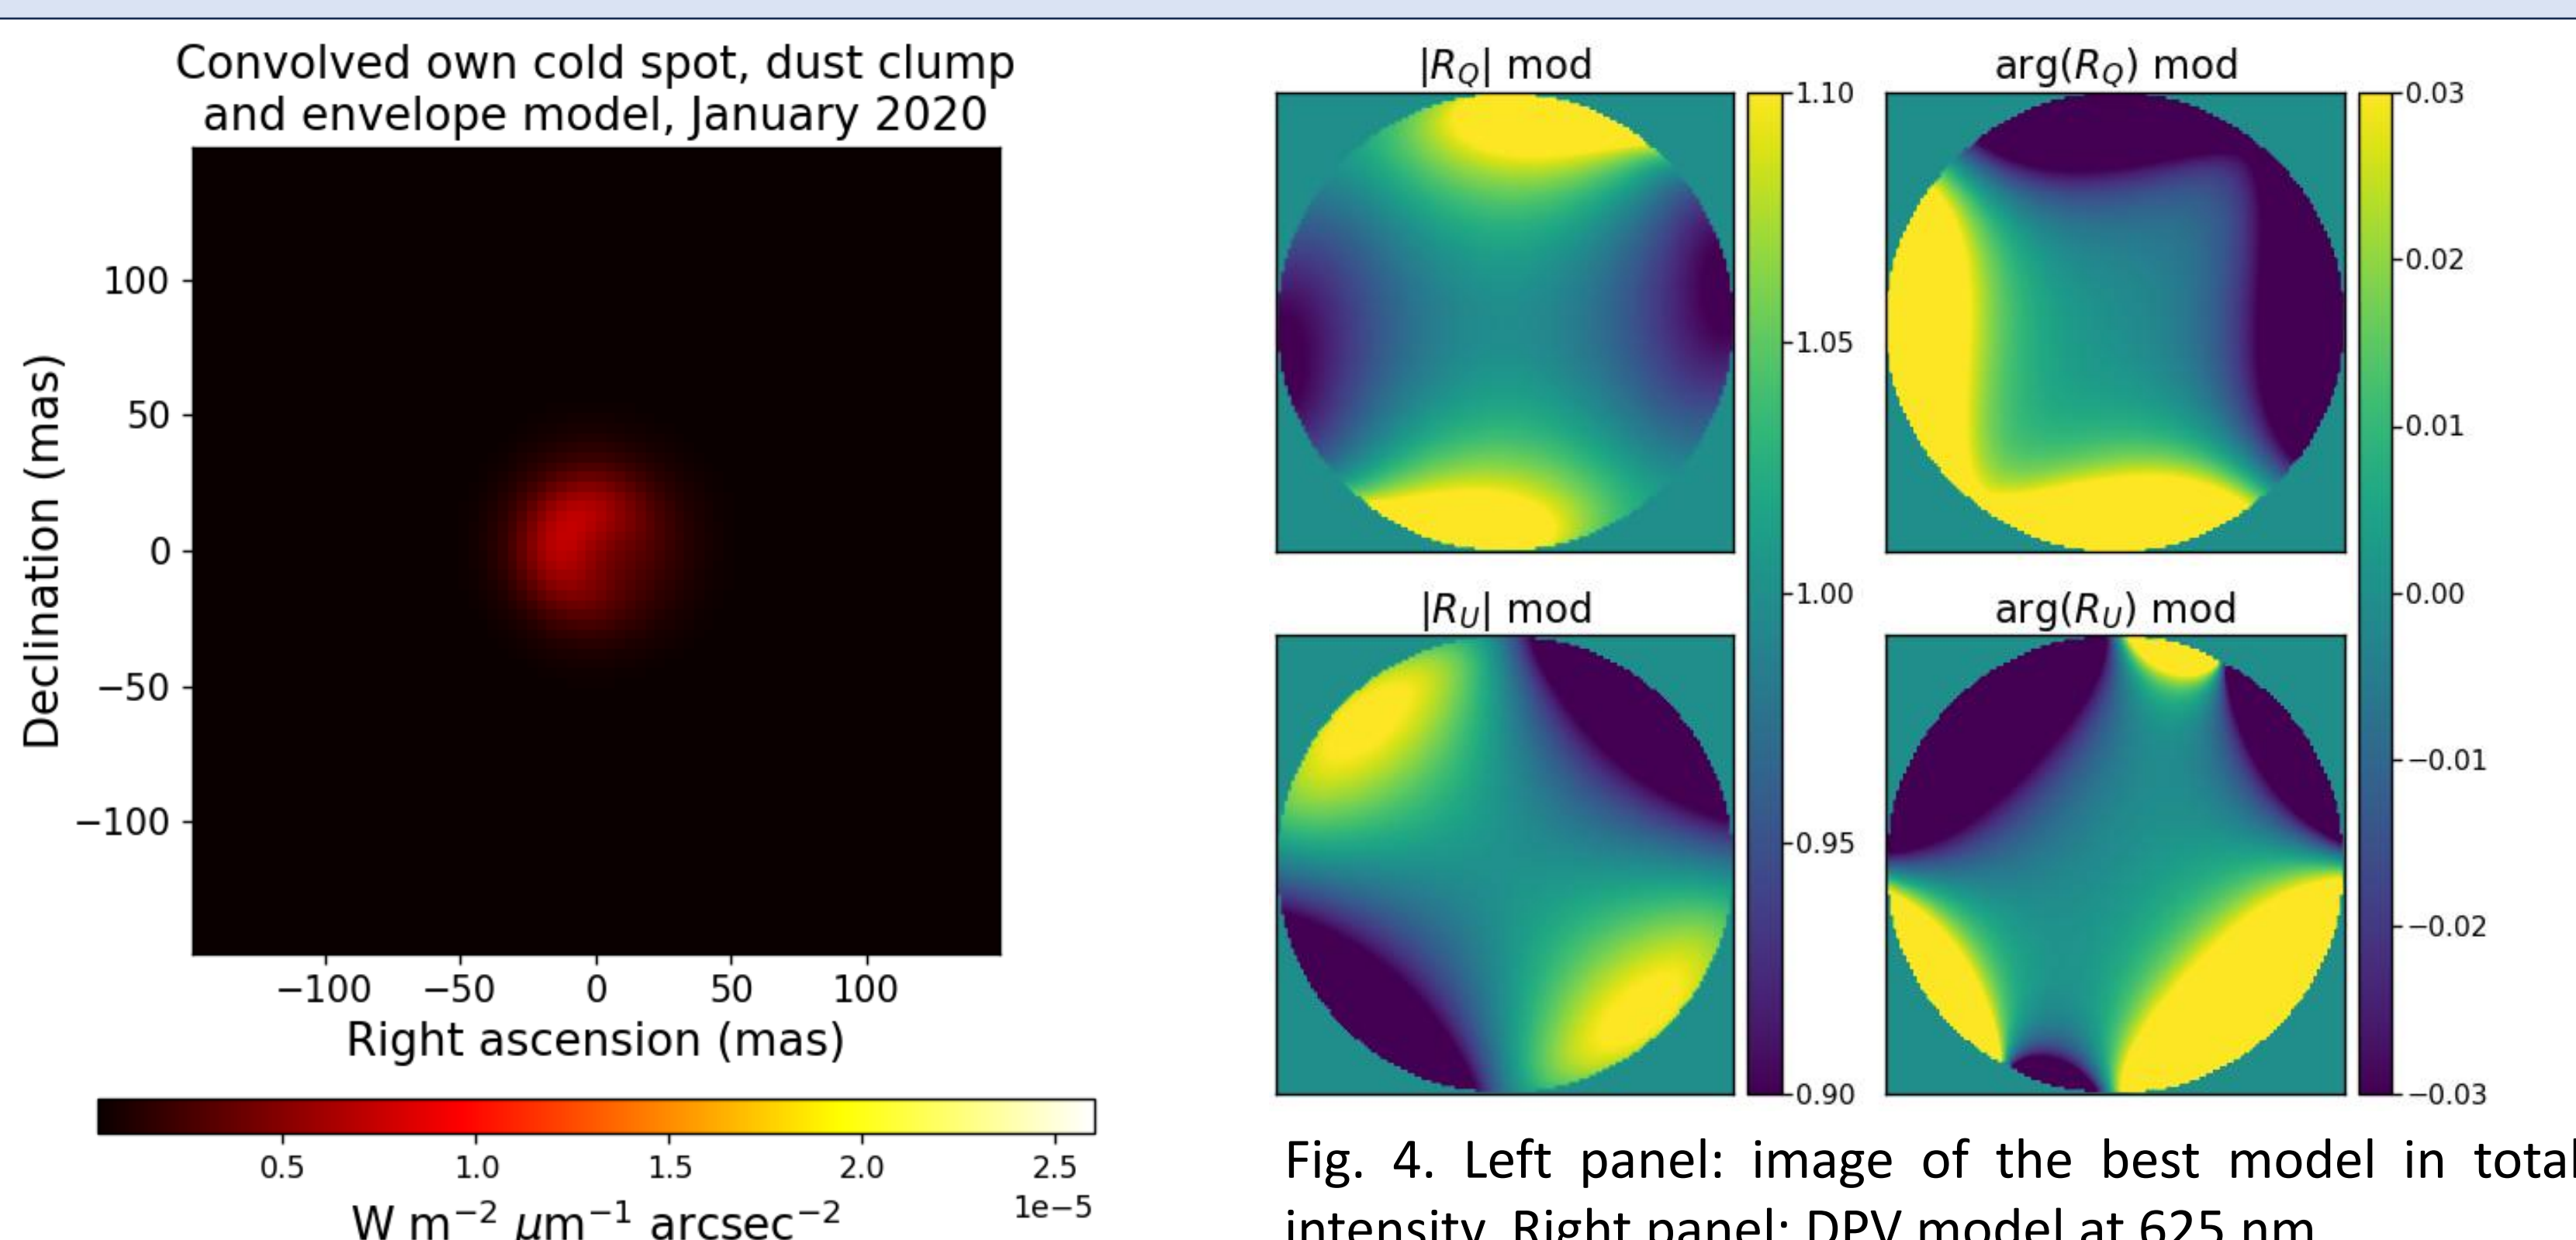 Convolved own cold spot, dust clump
and envelope model, January 2020
Declination (mas)
100
50
0
−50
−100
−100 −50 0 50 100
Right ascension (mas)
0.5 1.0 1.5 2.0 2.5
1e−5
W m⁻² μm⁻¹ arcsec⁻²
|R_Q| mod
arg(R_Q) mod
1.10
1.05
1.00
0.95
0.90
0.03
0.02
0.01
0.00
−0.01
−0.02
−0.03
|R_U| mod
arg(R_U) mod
Fig. 4. Left panel: image of the best model in total
intensity. Right panel: DPV model at 625 nm